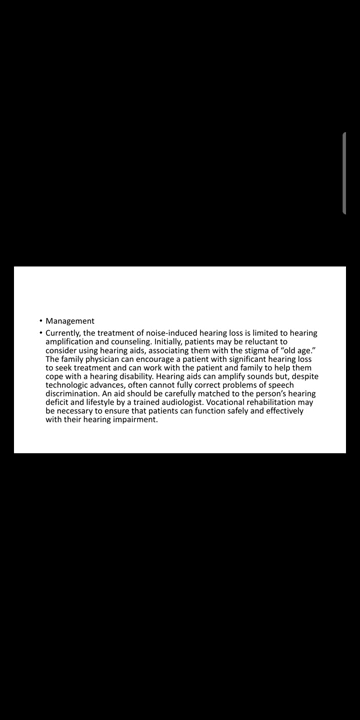 • Management
• Currently, the treatment of noise-induced hearing loss is limited to hearing
amplification and counseling. Initially, patients may be reluctant to
consider using hearing aids, associating them with the stigma of “old age.”
The family physician can encourage a patient with significant hearing loss
to seek treatment and can work with the patient and family to help them
cope with a hearing disability. Hearing aids can amplify sounds but, despite
technologic advances, often cannot fully correct problems of speech
discrimination. An aid should be carefully matched to the person’s hearing
deficit and lifestyle by a trained audiologist. Vocational rehabilitation may
be necessary to ensure that patients can function safely and effectively
with their hearing impairment.